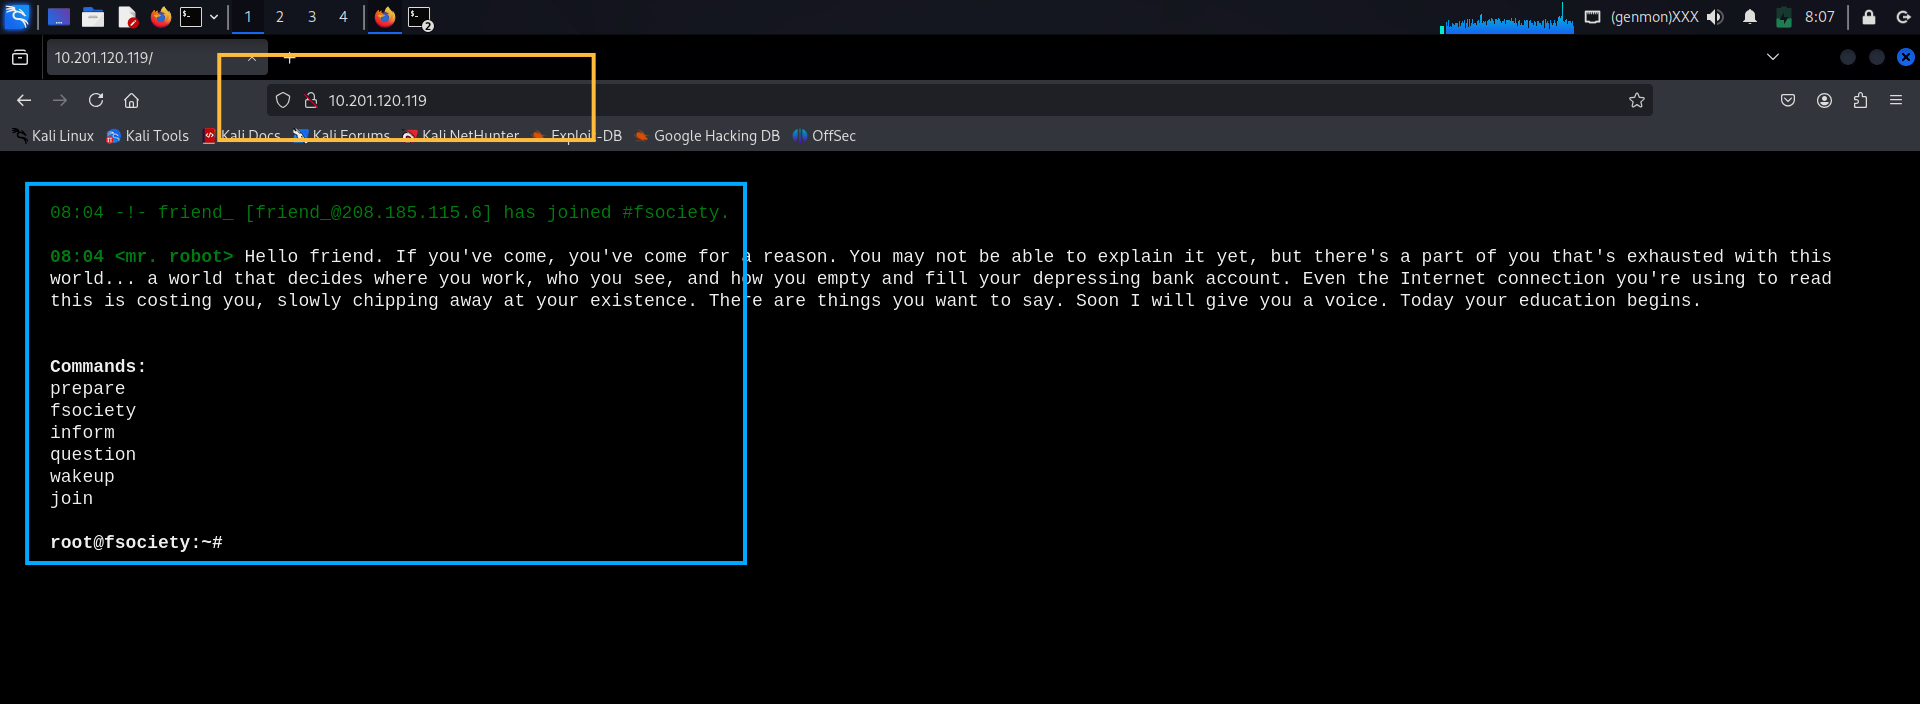 1 2 3 4 2 (genmon)XXX 8:07
10.201.120.119/
10.201.120.119
Kali Linux Kali Tools Kali Docs Kali Forums Kali NetHunter Exploit-DB Google Hacking DB OffSec
08:04 -!- friend_ [friend_@208.185.115.6] has joined #fsociety.
08:04 <mr. robot> Hello friend. If you've come, you've come for a reason. You may not be able to explain it yet, but there's a part of you that's exhausted with this
world... a world that decides where you work, who you see, and how you empty and fill your depressing bank account. Even the Internet connection you're using to read
this is costing you, slowly chipping away at your existence. There are things you want to say. Soon I will give you a voice. Today your education begins.
Commands:
prepare
fsociety
inform
question
wakeup
join
root@fsociety:~#